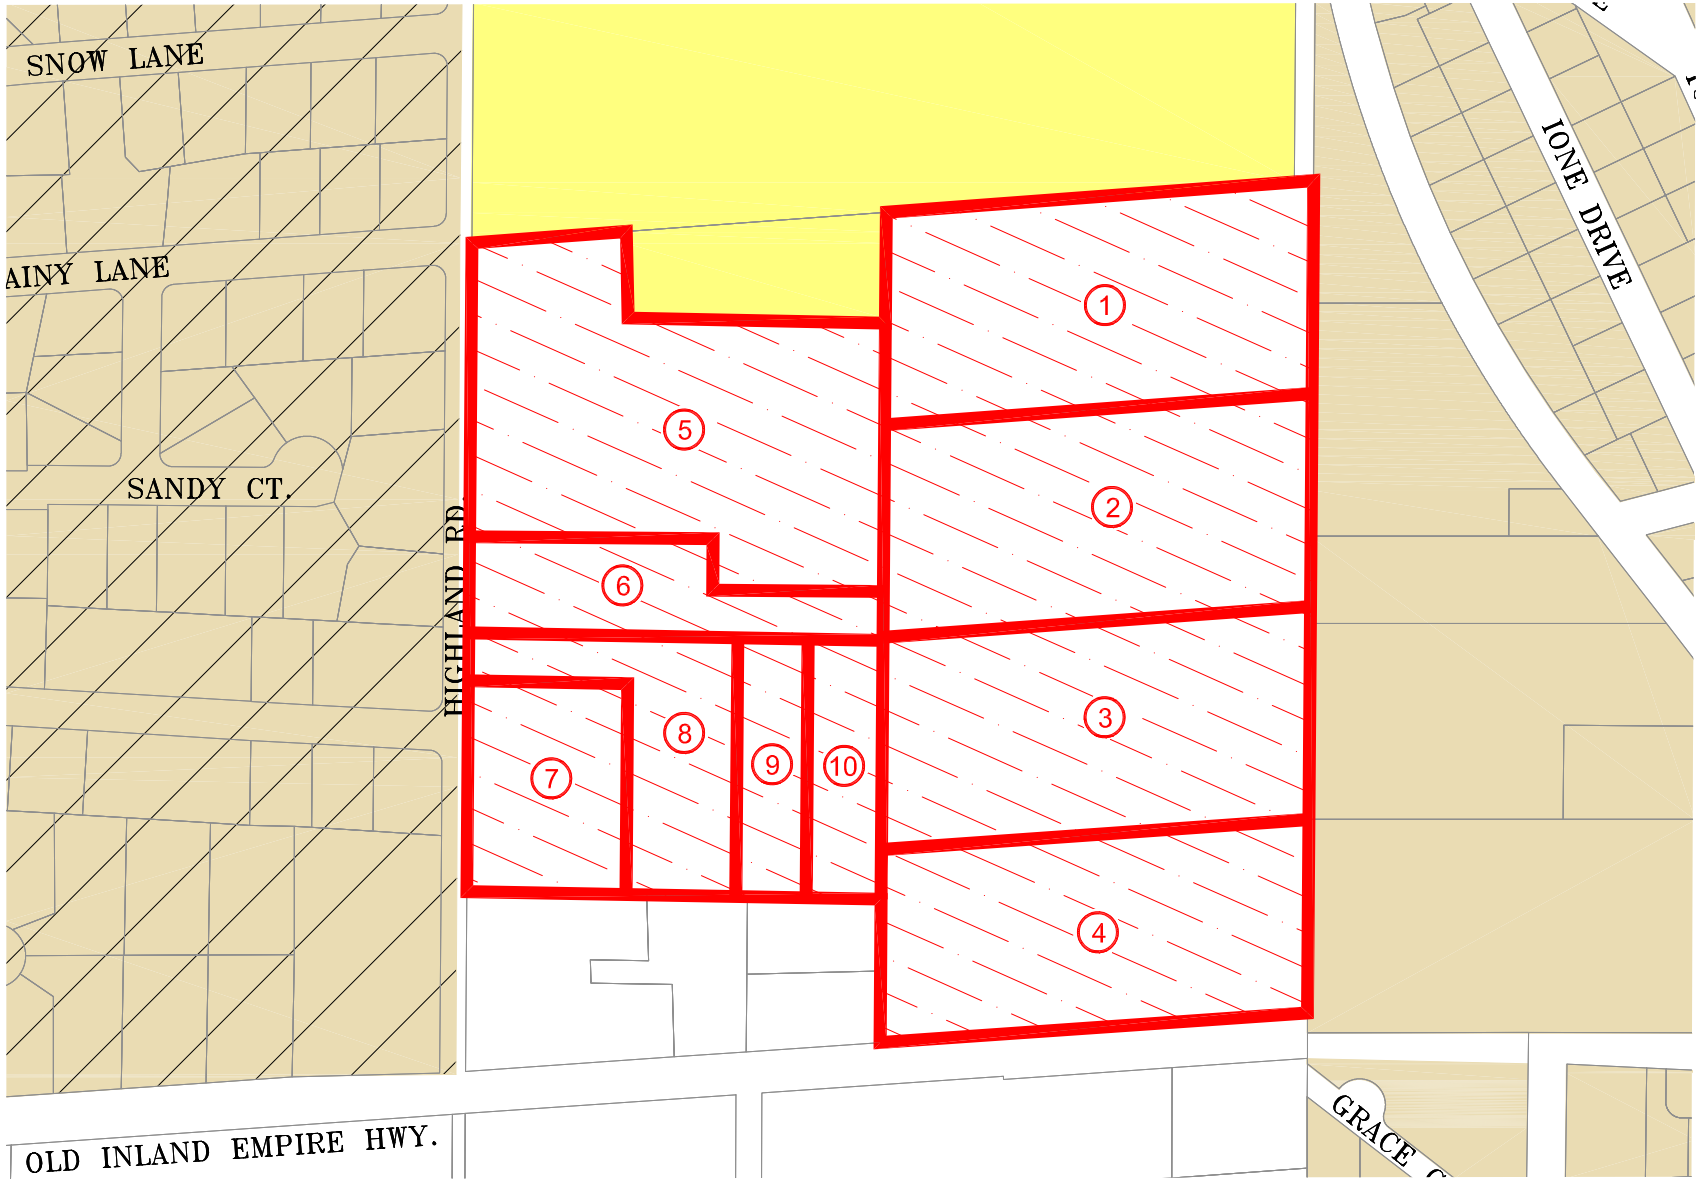 SNOW LANE
AINY LANE
IONE DRIVE
1
5
SANDY CT.
2
HIGHLAND RD.
6
3
8
7
9
10
4
GRACE
OLD INLAND EMPIRE HWY.